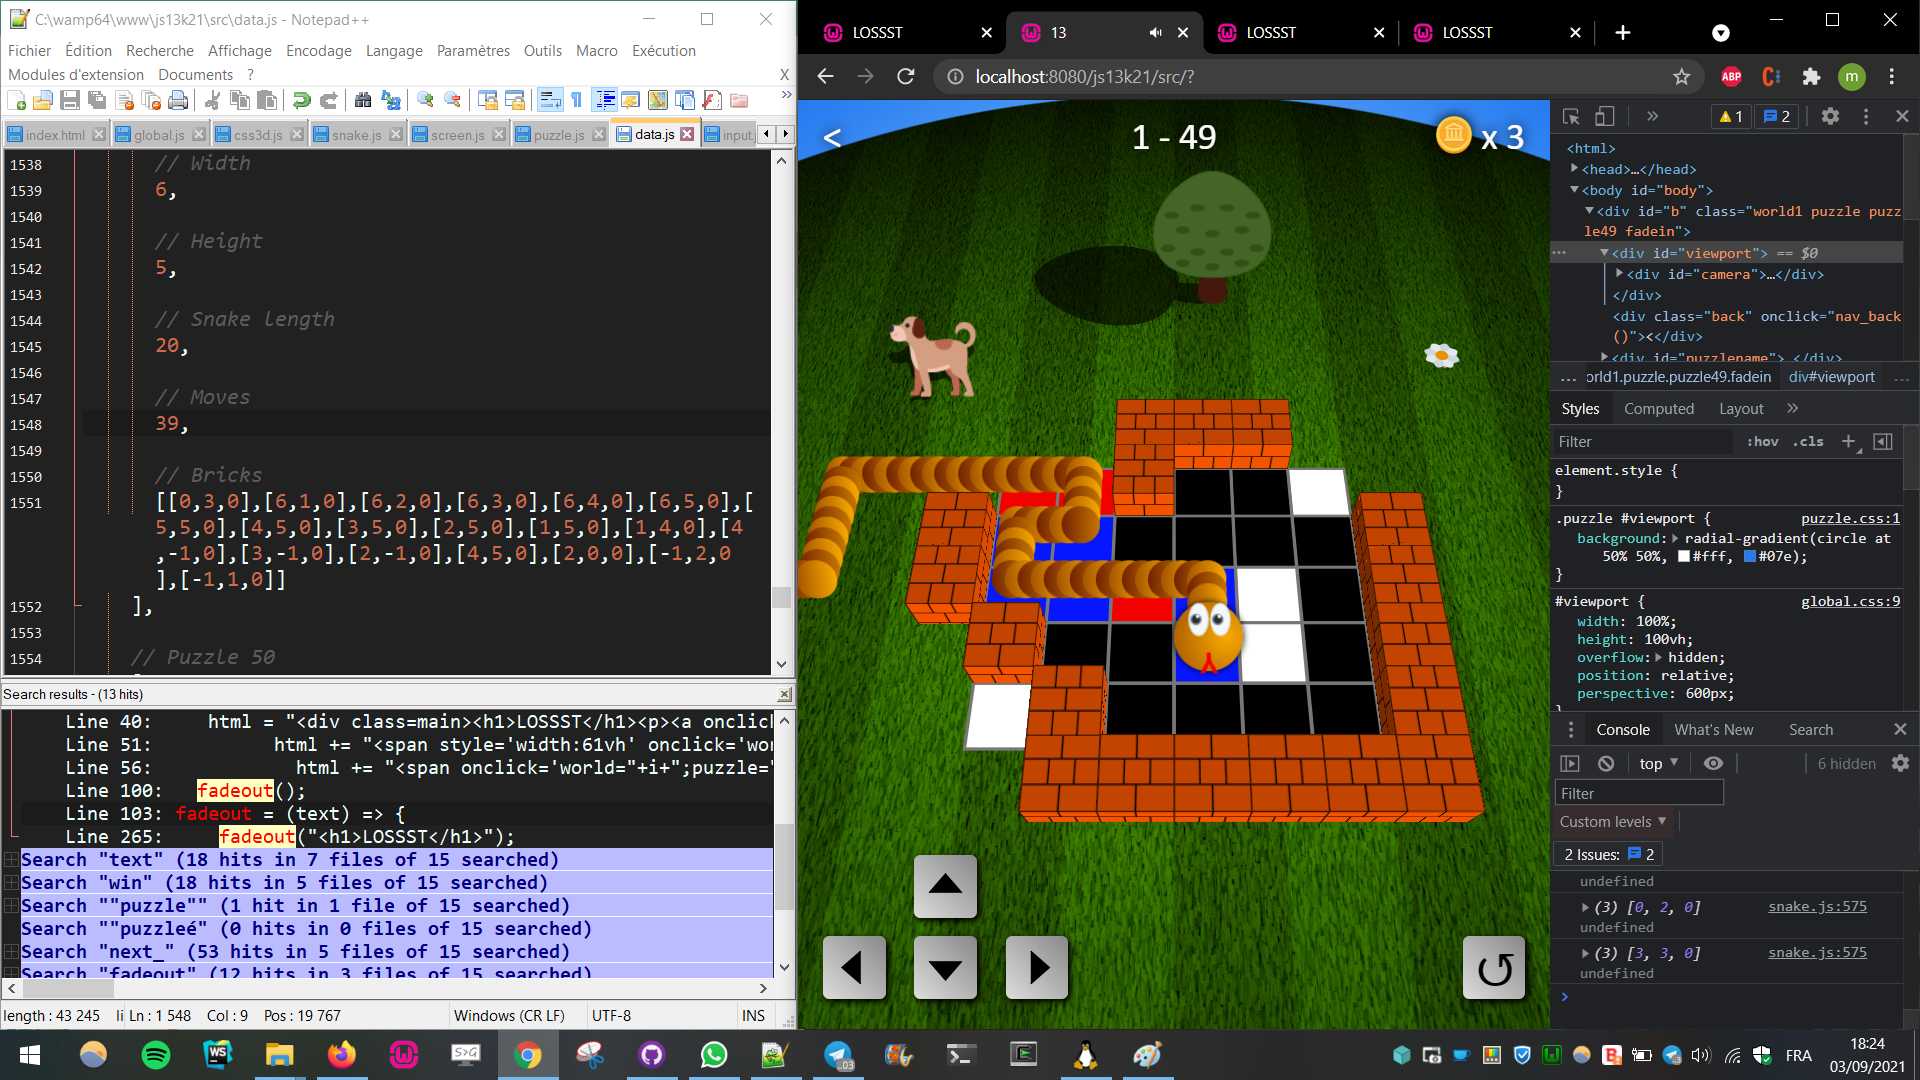 C:\wamp64\www\js13k21\src\data.js - Notepad++
Fichier Édition Recherche Affichage Encodage Langage Paramètres Outils Macro Exécution
Modules d'extension Documents ? X
index.html global.js css3d.js snake.js screen.js puzzle.js data.js input.
1538 // Width
1539 6,
1540
1541 // Height
1542 5,
1543
1544 // Snake length
1545 20,
1546
1547 // Moves
1548 39,
1549
1550 // Bricks
1551 [[0,3,0],[6,1,0],[6,2,0],[6,3,0],[6,4,0],[6,5,0],[
5,5,0],[4,5,0],[3,5,0],[2,5,0],[1,5,0],[1,4,0],[4
,-1,0],[3,-1,0],[2,-1,0],[4,5,0],[2,0,0],[-1,2,0
],[-1,1,0]]
1552 ],
1553
1554 // Puzzle 50
Search results - (13 hits)
Line 40: html = "<div class=main><h1>LOSSST</h1><p><a onclick
Line 51: html += "<span style='width:61vh' onclick='wor
Line 56: html += "<span onclick='world="+i+";puzzle='
Line 100: fadeout();
Line 103: fadeout = (text) => {
Line 265: fadeout("<h1>LOSSST</h1>");
Search "text" (18 hits in 7 files of 15 searched)
Search "win" (18 hits in 5 files of 15 searched)
Search ""puzzle"" (1 hit in 1 file of 15 searched)
Search ""puzzleé" (0 hits in 0 files of 15 searched)
Search "next_" (53 hits in 5 files of 15 searched)
Search "fadeout" (12 hits in 3 files of 15 searched)
length : 43 245 li Ln : 1 548 Col : 9 Pos : 19 767 Windows (CR LF) UTF-8 INS
LOSSST 13 LOSSST LOSSST
localhost:8080/js13k21/src/?
ABP
m
< 1 - 49 x 3
1 2
<html>
<head>…</head>
<body id="body">
<div id="b" class="world1 puzzle puzz
le49 fadein">
<div id="viewport"> == $0
<div id="camera">…</div>
</div>
<div class="back" onclick="nav_back
()"><</div>
<div id="puzzlename"> </div>
... orld1.puzzle.puzzle49.fadein div#viewport ...
Styles Computed Layout
Filter :hov .cls
element.style {
}
.puzzle #viewport { puzzle.css:1
background: radial-gradient(circle at
50% 50%, #fff, #07e);
}
#viewport { global.css:9
width: 100%;
height: 100vh;
overflow: hidden;
position: relative;
perspective: 600px;
}
Console What's New Search
top 6 hidden
Filter
Custom levels
2 Issues: 2
undefined
(3) [0, 2, 0] snake.js:575
undefined
(3) [3, 3, 0] snake.js:575
undefined
WS S>G FRA 18:24
03/09/2021